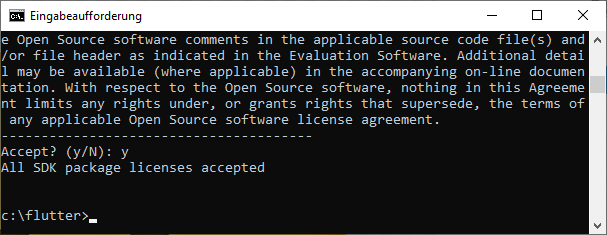 Eingabeaufforderung
e Open Source software comments in the applicable source code file(s) and
/or file header as indicated in the Evaluation Software. Additional detai
l may be available (where applicable) in the accompanying on-line documen
tation. With respect to the Open Source software, nothing in this Agreeme
nt limits any rights under, or grants rights that supersede, the terms of
 any applicable Open Source software license agreement.
---------------------------------------
Accept? (y/N): y
All SDK package licenses accepted
c:\flutter>